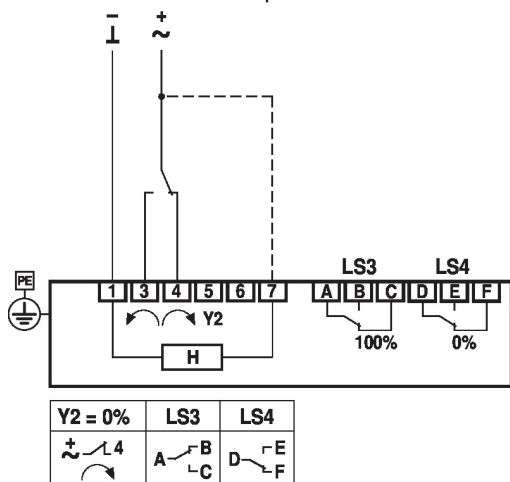 − +
⊥ ~
PE
LS3 LS4
1 3 4 5 6 7 A B C D E F
Y2
100% 0%
H
Y2 = 0% LS3 LS4
+
~ 4 A B C D E F